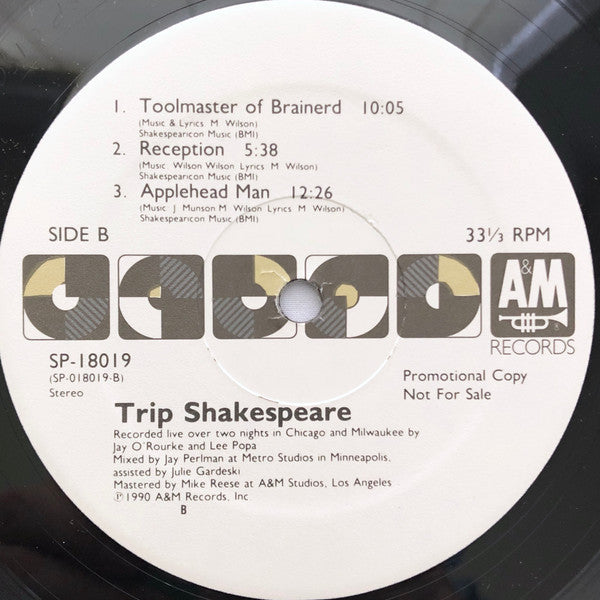 1. Toolmaster of Brainerd 10:05
(Music & Lyrics M Wilson)
Shakespearicon Music (BMI)
2. Reception 5:38
(Music Wilson Wilson Lyrics M Wilson)
Shakespearicon Music (BMI)
3. Applehead Man 12:26
(Music J Munson M Wilson Lyrics M Wilson)
Shakespearicon Music (BMI)
SIDE B 33⅓ RPM
A&M
®
RECORDS
SP-18019
(SP-018019-B)
Stereo
Promotional Copy
Not For Sale
Trip Shakespeare
Recorded live over two nights in Chicago and Milwaukee by
Jay O'Rourke and Lee Popa
Mixed by Jay Perlman at Metro Studios in Minneapolis,
assisted by Julie Gardeski
Mastered by Mike Reese at A&M Studios, Los Angeles
℗1990 A&M Records, Inc.
B